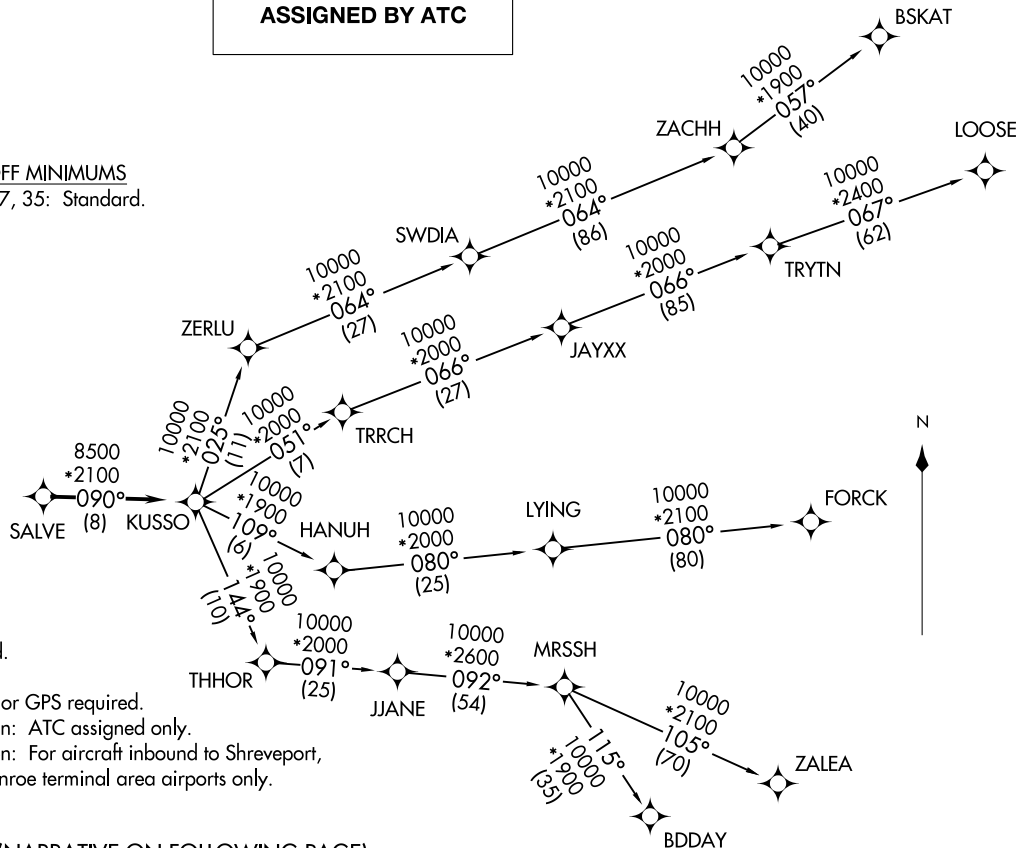 ASSIGNED BY ATC
BSKAT
10000
*1900
057°
(40)
ZACHH
LOOSE
OFF MINIMUMS
7, 35: Standard.
10000
*2100
064°
(86)
10000
*2400
067°
(62)
SWDIA
TRYTN
10000
*2100
064°
(27)
10000
*2000
066°
(85)
ZERLU
JAYXX
10000
*2000
066°
(27)
TRRCH
10000
*2100
025°
(11)
10000
*2000
051°
(7)
N
8500
*2100
090°
(8)
SALVE
KUSSO
10000
*1900
109°
(6)
HANUH
10000
*2000
080°
(25)
LYING
10000
*2100
080°
(80)
FORCK
10000
*1900
144°
(10)
THHOR
10000
*2000
091°
(25)
JJANE
10000
*2600
092°
(54)
MRSSH
10000
*2100
105°
(70)
ZALEA
115°
10000
*1900
(35)
BDDAY
d.
or GPS required.
n: ATC assigned only.
n: For aircraft inbound to Shreveport,
nroe terminal area airports only.
(NARRATIVE ON FOLLOWING PAGE)